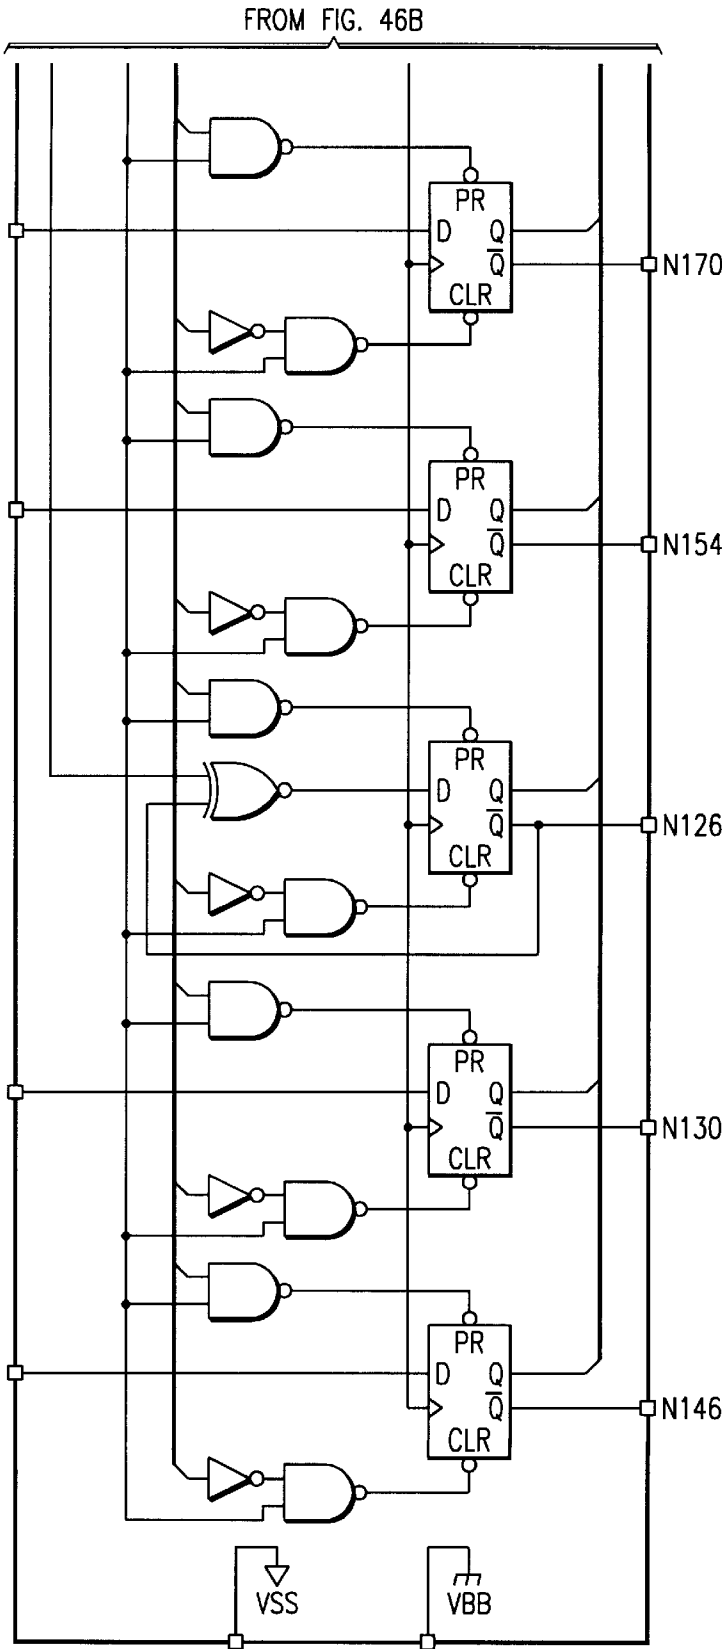 FROM FIG. 46B
PR
D Q
Q̅ N170
CLR
PR
D Q
Q̅ N154
CLR
PR
D Q
Q̅ N126
CLR
PR
D Q
Q̅ N130
CLR
PR
D Q
Q̅ N146
CLR
VSS VBB